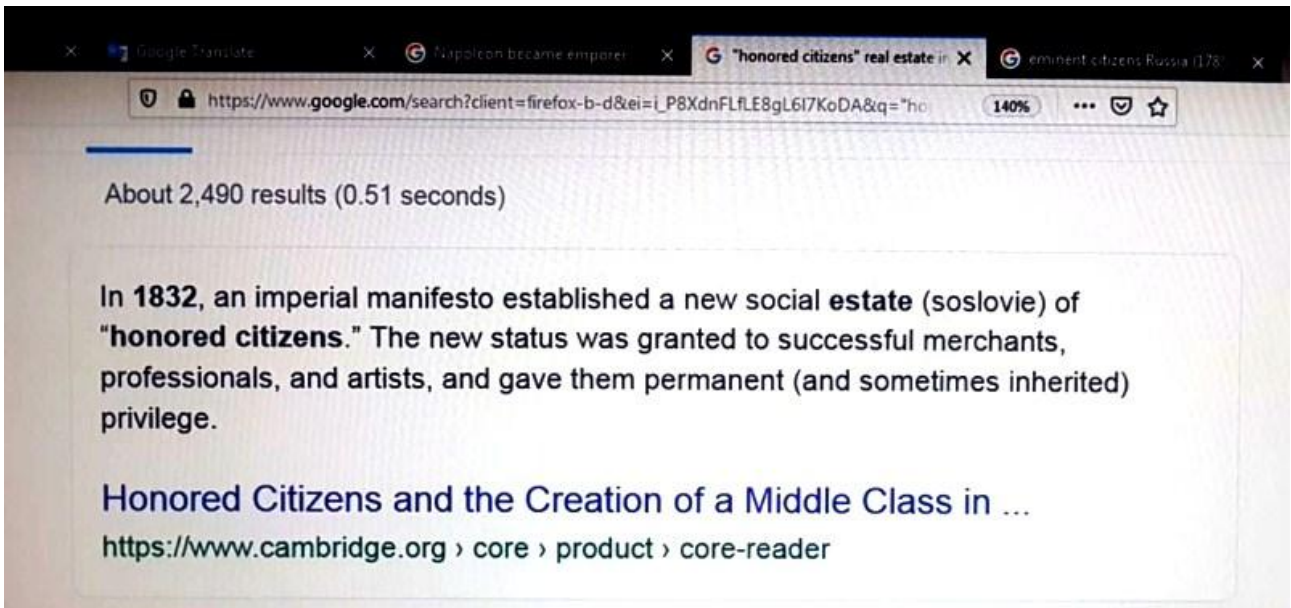 Google Translate
Napoleon became emporer
"honored citizens" real estate in
eminent citizens Russia (178
https://www.google.com/search?client=firefox-b-d&ei=i_P8XdnFLfLE8gL6I7KoDA&q="ho
140%
About 2,490 results (0.51 seconds)
In 1832, an imperial manifesto established a new social estate (soslovie) of
"honored citizens." The new status was granted to successful merchants,
professionals, and artists, and gave them permanent (and sometimes inherited)
privilege.
Honored Citizens and the Creation of a Middle Class in ...
https://www.cambridge.org › core › product › core-reader